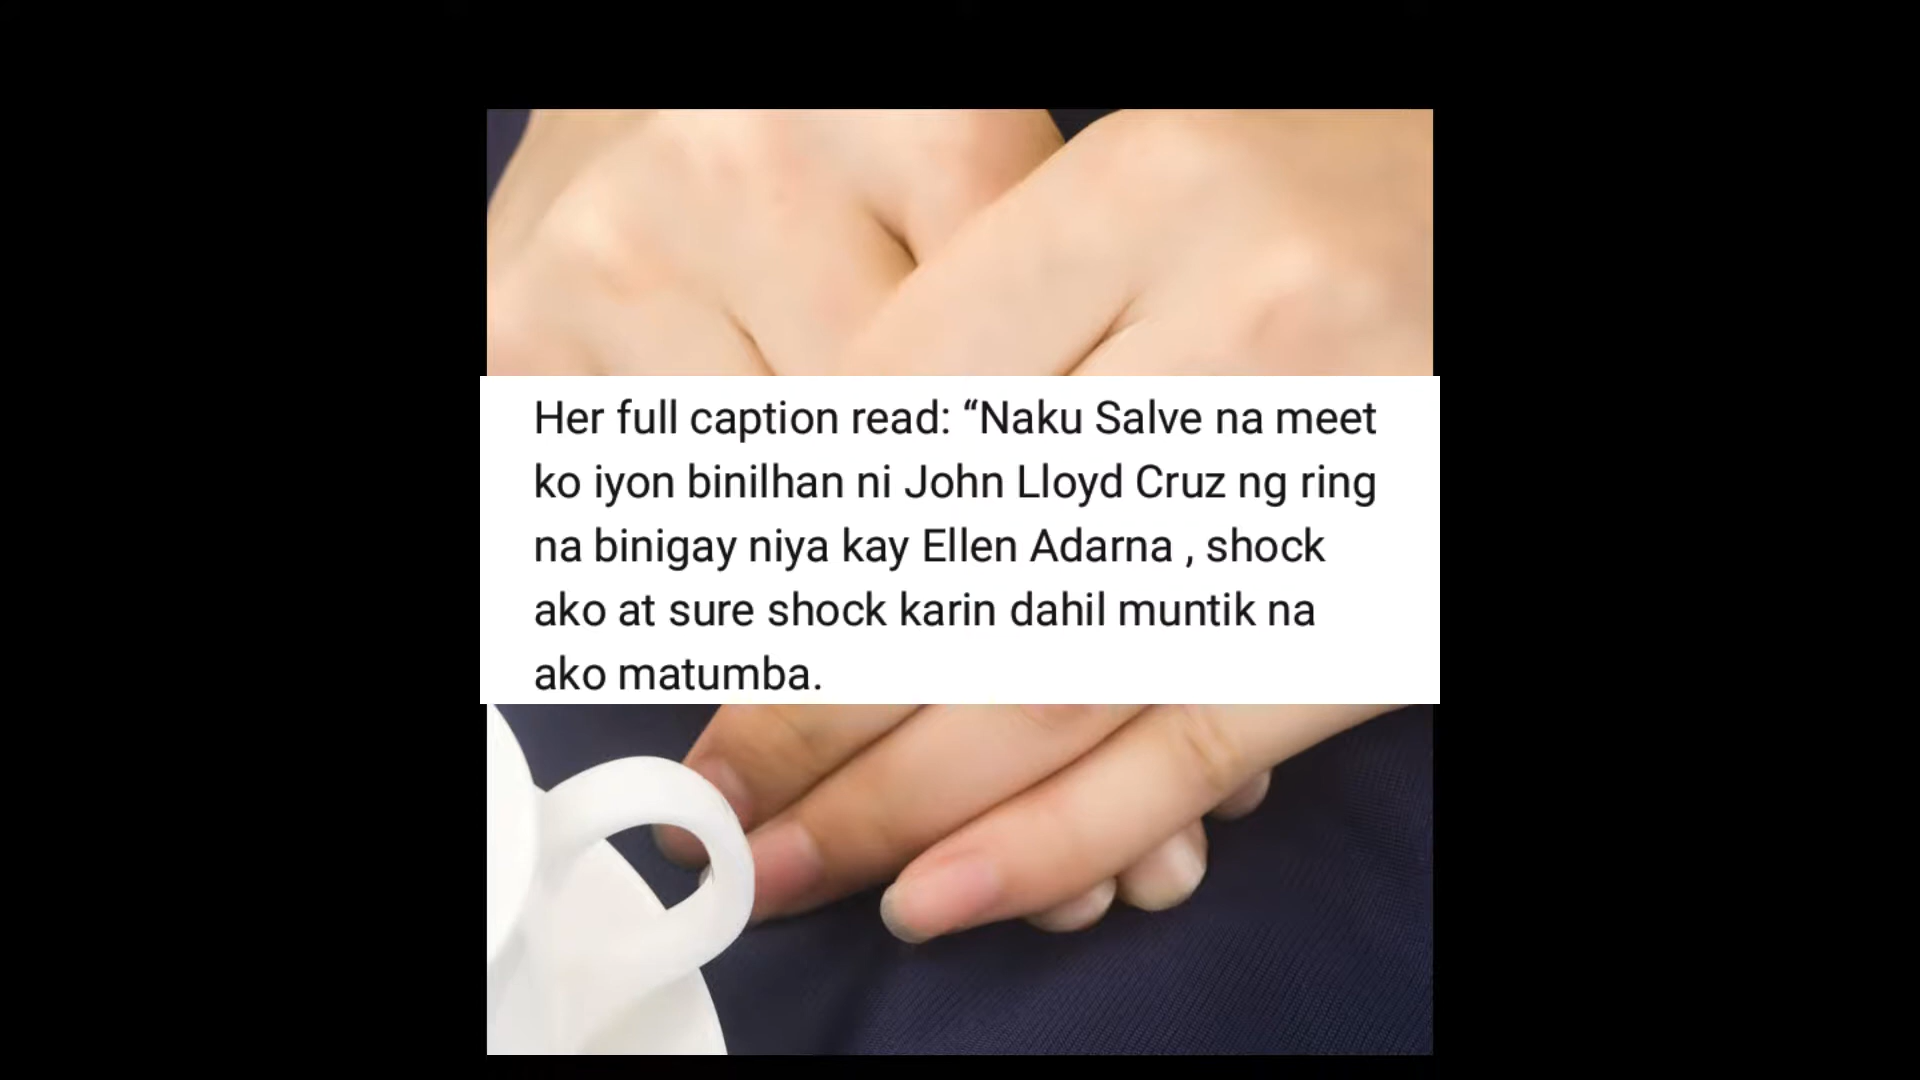 Her full caption read: “Naku Salve na meet
ko iyon binilhan ni John Lloyd Cruz ng ring
na binigay niya kay Ellen Adarna , shock
ako at sure shock karin dahil muntik na
ako matumba.